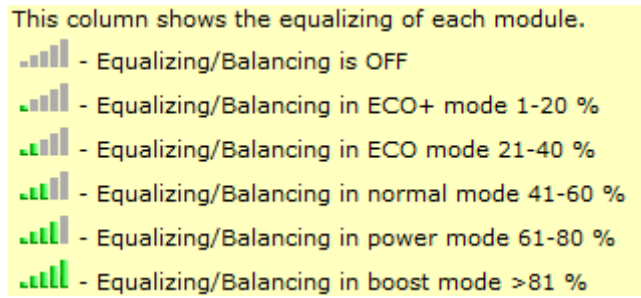 This column shows the equalizing of each module.
- Equalizing/Balancing is OFF
- Equalizing/Balancing in ECO+ mode 1-20 %
- Equalizing/Balancing in ECO mode 21-40 %
- Equalizing/Balancing in normal mode 41-60 %
- Equalizing/Balancing in power mode 61-80 %
- Equalizing/Balancing in boost mode >81 %